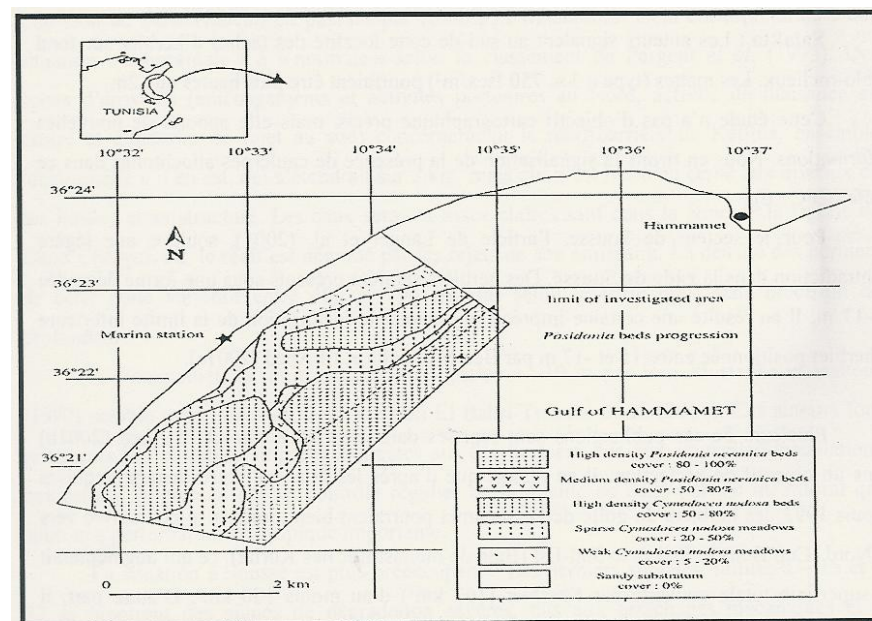 TUNISIA
10°32
10°33
10°34
10°35
10°36
10°37
36°24
Hammamet
N
36°23
limit of investigated area
Marina station
Posidonia beds progression
36°22
Gulf of HAMMAMET
36°21
High density Posidonia oceanica beds
cover : 80 - 100%
Medium density Posidonia oceanica beds
cover : 50 - 80%
High density Cymodocea nodosa beds
cover : 50 - 80%
Sparse Cymodocea nodosa meadows
cover : 20 - 50%
Weak Cymodocea nodosa meadows
cover : 5 - 20%
Sandy substratum
cover : 0%
0
2 km